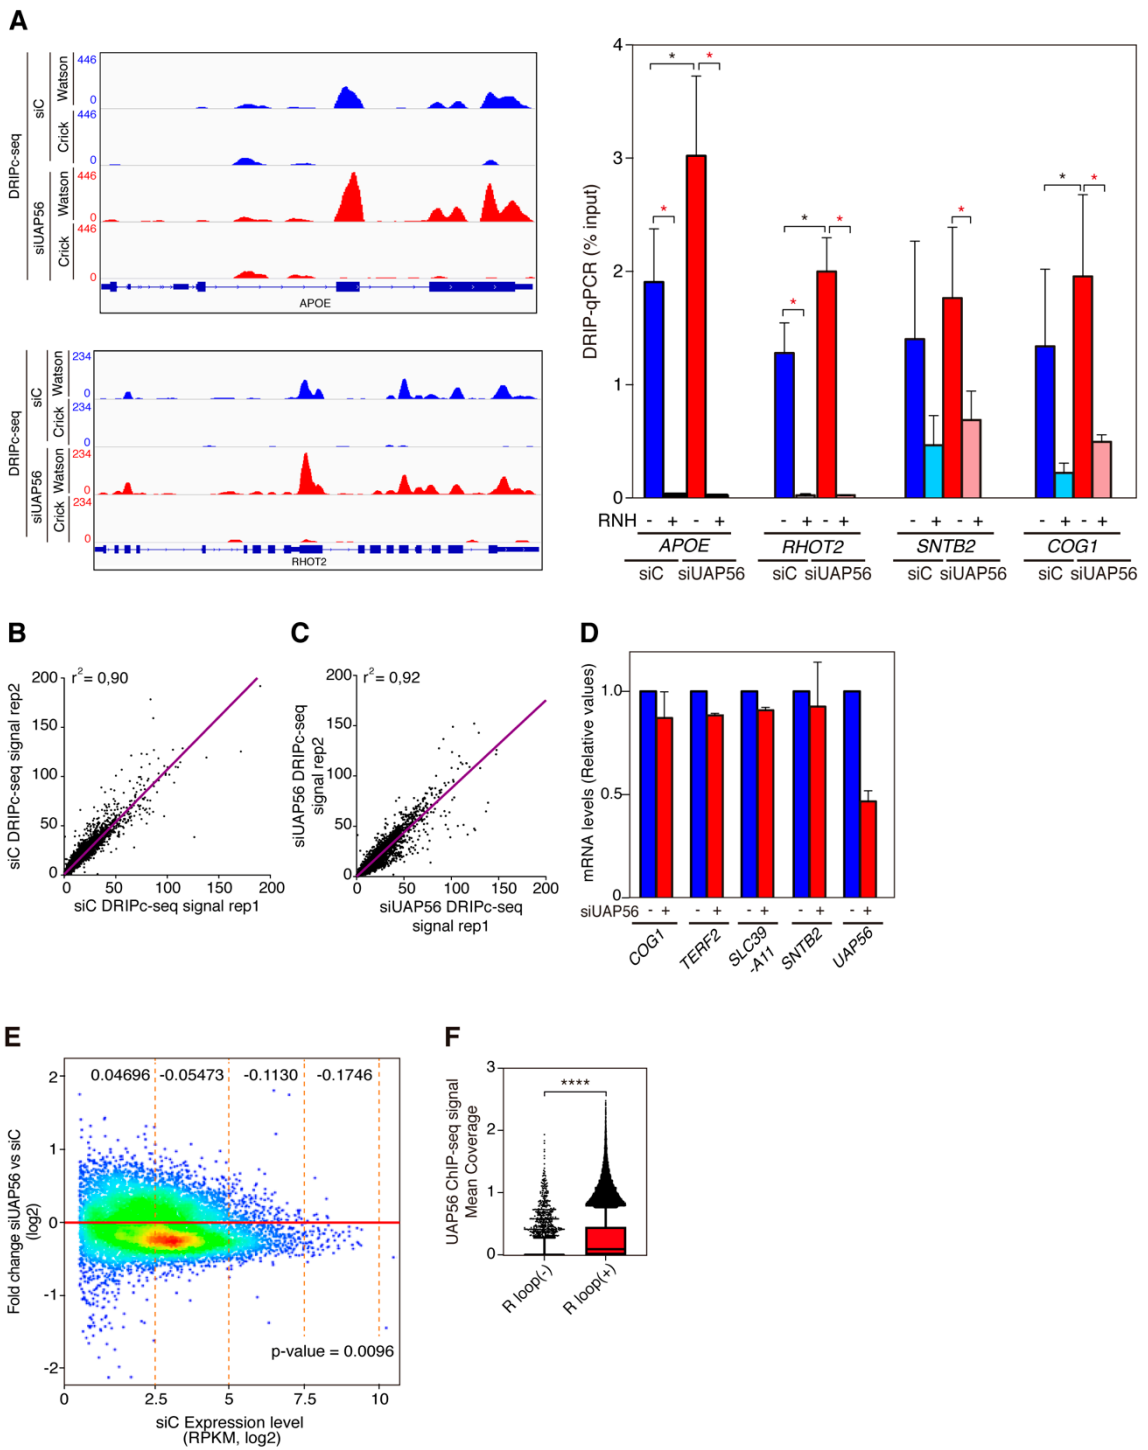 A
DRIPc-seq
siC
siUAP56
Watson
Crick
Watson
Crick
446
0
446
0
446
0
446
0
APOE
DRIPc-seq
siC
siUAP56
Watson
Crick
Watson
Crick
234
0
234
0
234
0
234
0
RHOT2
DRIP-qPCR (% input)
4
3
2
1
0
* *
*
* *
*
*
* *
RNH - + - + - + - + - + - + - + - +
APOE RHOT2 SNTB2 COG1
siC siUAP56 siC siUAP56 siC siUAP56 siC siUAP56
B
r2= 0,90
siC DRIPc-seq signal rep2
200
150
100
50
0
0 50 100 150 200
siC DRIPc-seq signal rep1
C
r2= 0,92
siUAP56 DRIPc-seq
signal rep2
200
150
100
50
0
0 50 100 150 200
siUAP56 DRIPc-seq
signal rep1
D
mRNA levels (Relative values)
1.0
0.5
0
siUAP56 - + - + - + - + - +
COG1
TERF2
SLC39
-A11
SNTB2
UAP56
E
Fold change siUAP56 vs siC
(log2)
2
1
0
-1
-2
0.04696 -0.05473 -0.1130 -0.1746
p-value = 0.0096
0 2.5 5 7.5 10
siC Expression level
(RPKM, log2)
F
UAP56 ChIP-seq signal
Mean Coverage
3
2
1
0
****
R loop(-)
R loop(+)